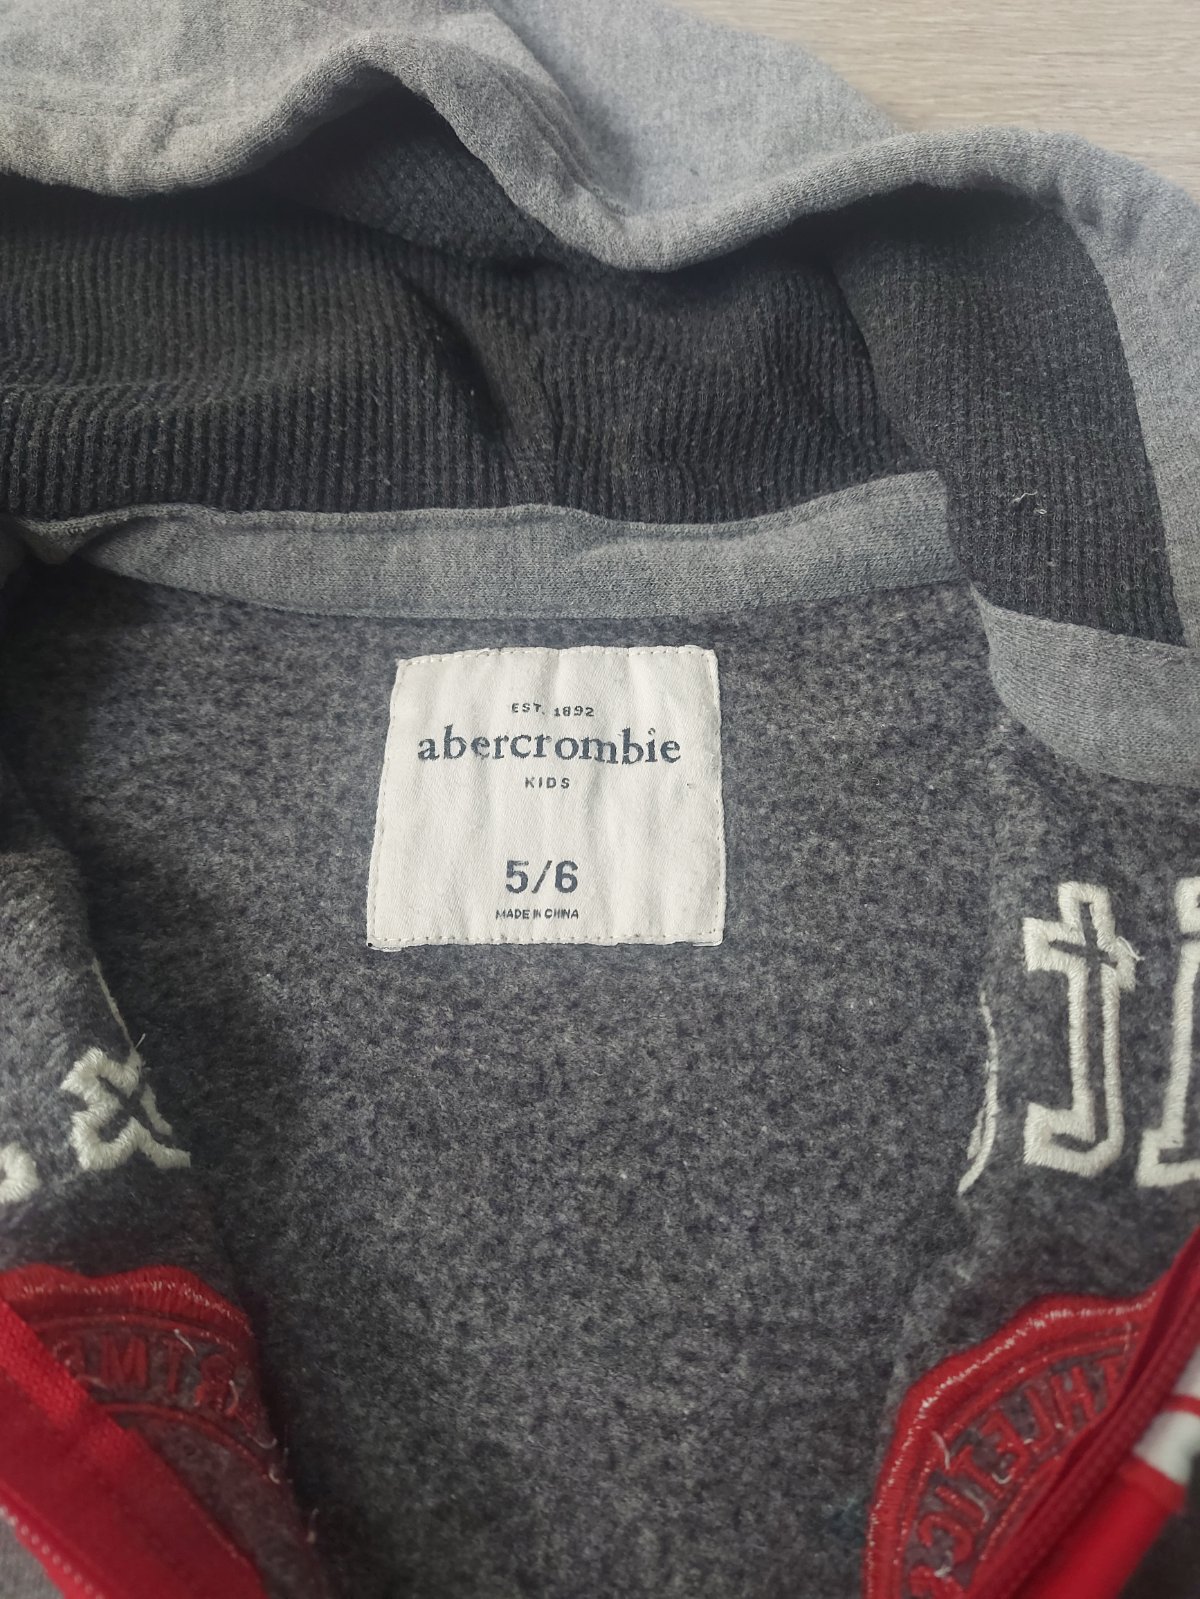 EST. 1892
abercrombie
KIDS
5/6
MADE IN CHINA